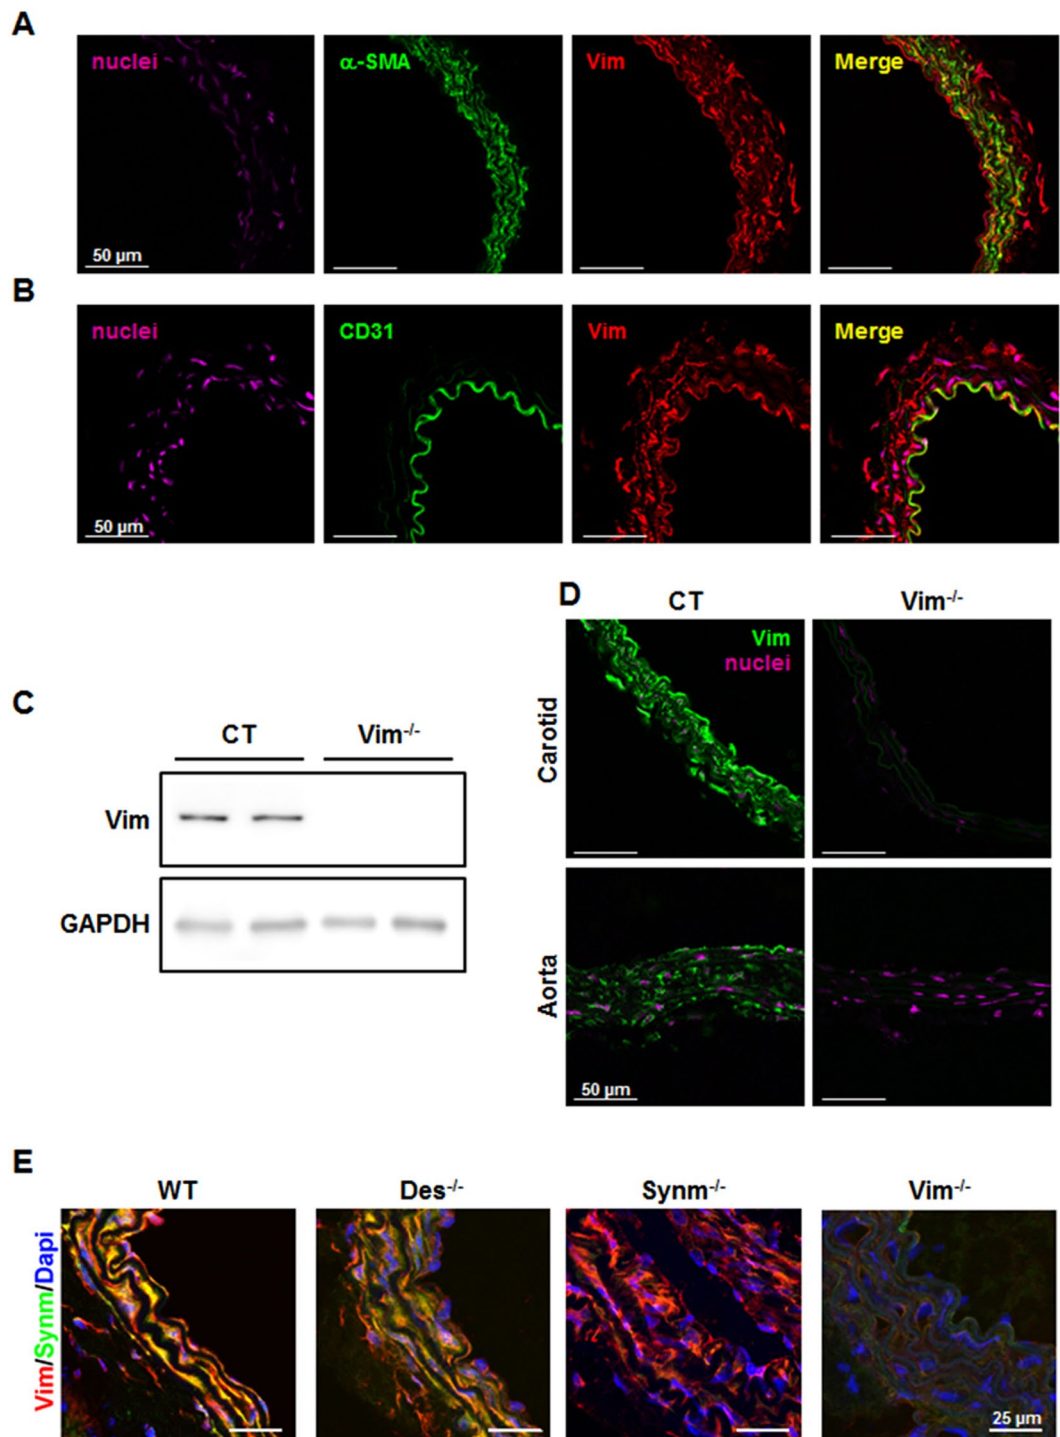 A
nuclei
α-SMA
Vim
Merge
50 µm
B
nuclei
CD31
Vim
Merge
50 µm
C
CT
Vim-/-
Vim
GAPDH
D
CT
Vim-/-
Vim
nuclei
Carotid
Aorta
50 µm
E
WT
Des-/-
Synm-/-
Vim-/-
Vim/Synm/Dapi
25 µm